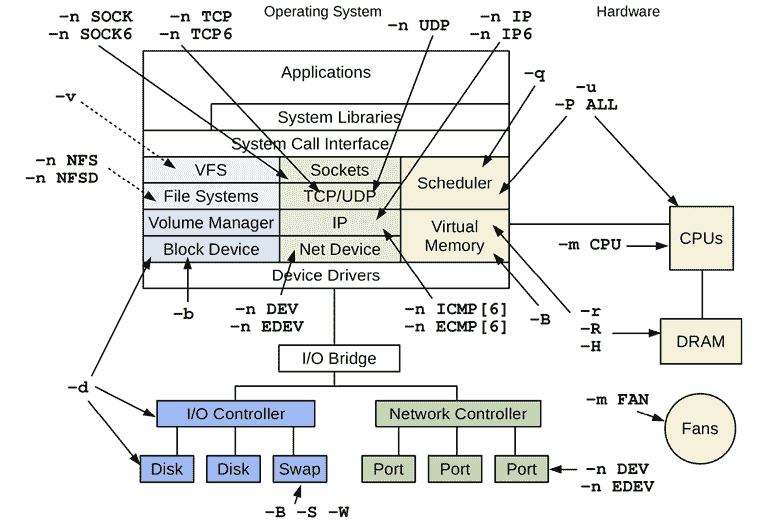 Operating System
Hardware
-n SOCK
-n SOCK6
-n TCP
-n TCP6
-n UDP
-n IP
-n IP6
-v
Applications
-q
-u
-P ALL
System Libraries
System Call Interface
-n NFS
-n NFSD
VFS
Sockets
Scheduler
File Systems
TCP/UDP
Volume Manager
IP
Virtual
Memory
Block Device
Net Device
Device Drivers
-m CPU
CPUs
-b
-n DEV
-n EDEV
-n ICMP[6]
-n ECMP[6]
-B
-r
-R
-H
DRAM
I/O Bridge
-d
I/O Controller
Network Controller
-m FAN
Fans
Disk
Disk
Swap
Port
Port
Port
-n DEV
-n EDEV
-B -S -W